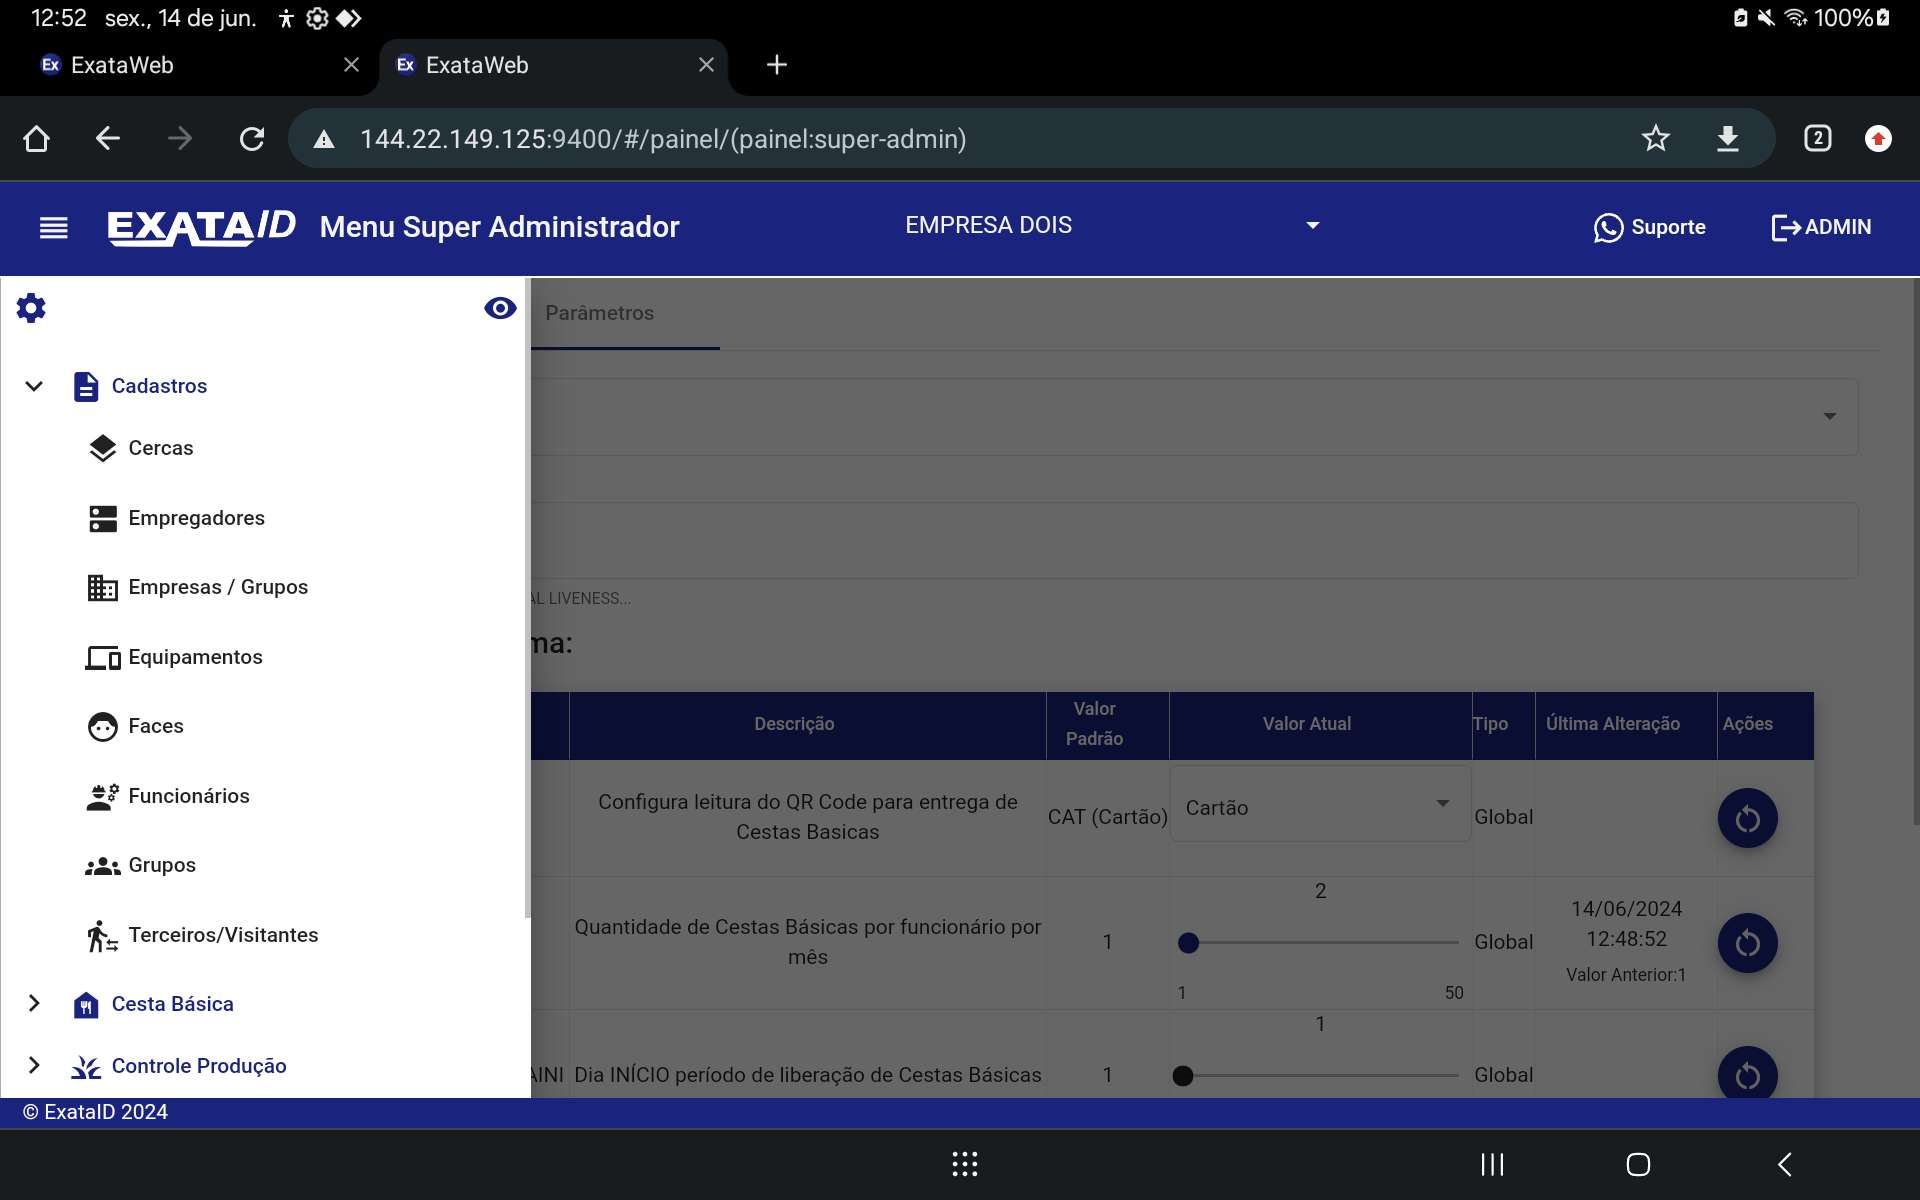 12:52 sex., 14 de jun. 100%
Ex ExataWeb Ex ExataWeb
144.22.149.125:9400/#/painel/(painel:super-admin) 2
EXATAID Menu Super Administrador EMPRESA DOIS Suporte ADMIN
Parâmetros
Cadastros
Cercas
Empregadores
Empresas / Grupos
AL LIVENESS...
ma:
Equipamentos
Faces
Funcionários
Grupos
Terceiros/Visitantes
Cesta Básica
Controle Produção
Descrição Valor Padrão Valor Atual Tipo Última Alteração Ações
Configura leitura do QR Code para entrega de
Cestas Basicas
CAT (Cartão) Cartão Global
Quantidade de Cestas Básicas por funcionário por
mês
1
2
1 50
Global
14/06/2024
12:48:52
Valor Anterior:1
AINI Dia INÍCIO período de liberação de Cestas Básicas 1
1
Global
© ExataID 2024